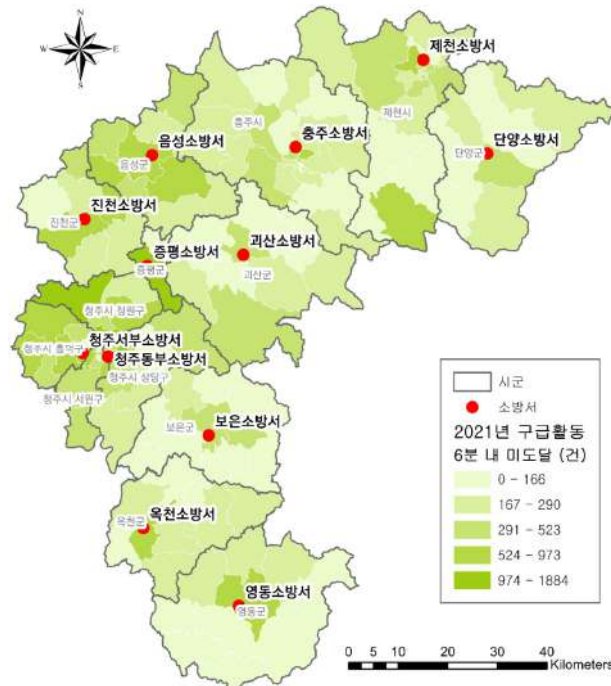 N
W
E
S
제천소방서
제천시
충주시
충주소방서
단양소방서
단양군
음성소방서
음성군
진천소방서
진천군
괴산소방서
괴산군
증평소방서
증평군
청주시 청원구
청주서부소방서
청주시 흥덕구
청주동부소방서
청주시 상당구
청주시 서원구
보은소방서
보은군
옥천소방서
옥천군
영동소방서
영동군
시군
소방서
2021년 구급활동
6분 내 미도달 (건)
0 - 166
167 - 290
291 - 523
524 - 973
974 - 1884
0 5 10 20 30 40
Kilometers